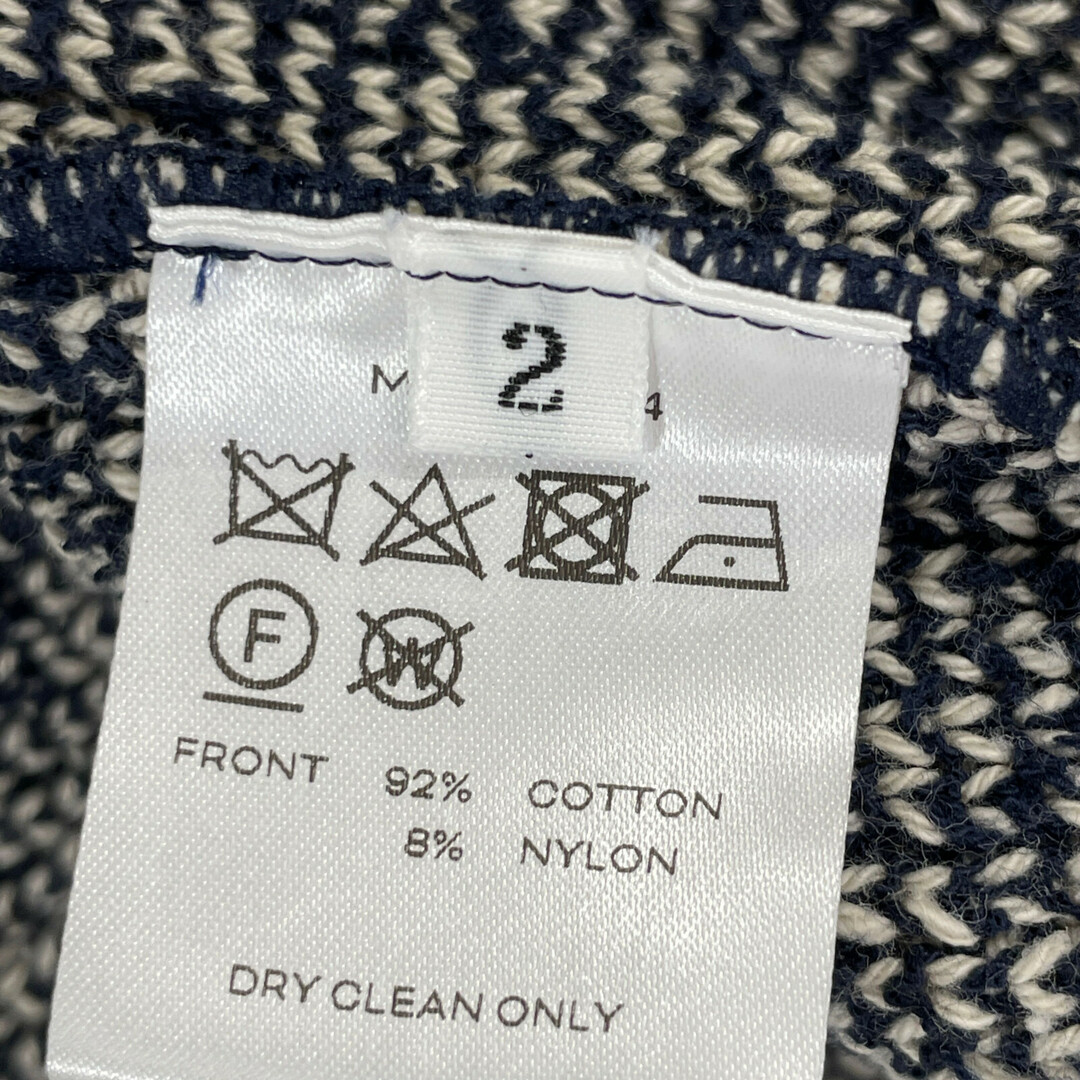 2
F
W
FRONT 92% COTTON
8% NYLON
DRY CLEAN ONLY